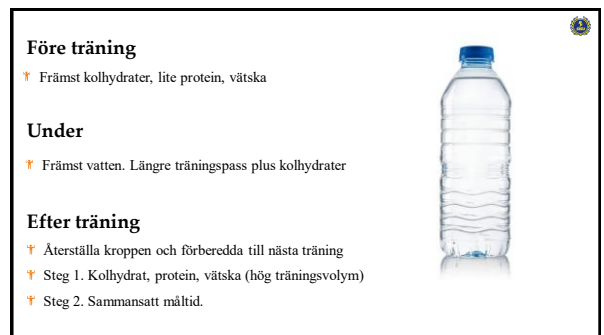 Före träning
Främst kolhydrater, lite protein, vätska
Under
Främst vatten. Längre träningspass plus kolhydrater
Efter träning
Återställa kroppen och förberedda till nästa träning
Steg 1. Kolhydrat, protein, vätska (hög träningsvolym)
Steg 2. Sammansatt måltid.